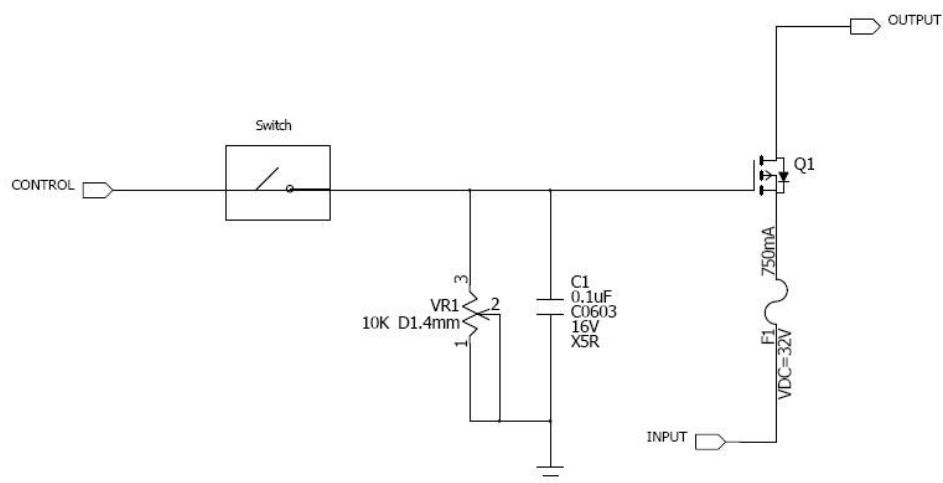 OUTPUT
Switch
CONTROL
Q1
750mA
F1
VDC=32V
3
VR1
2
10K D1.4mm
1
C1
0.1uF
C0603
16V
X5R
INPUT